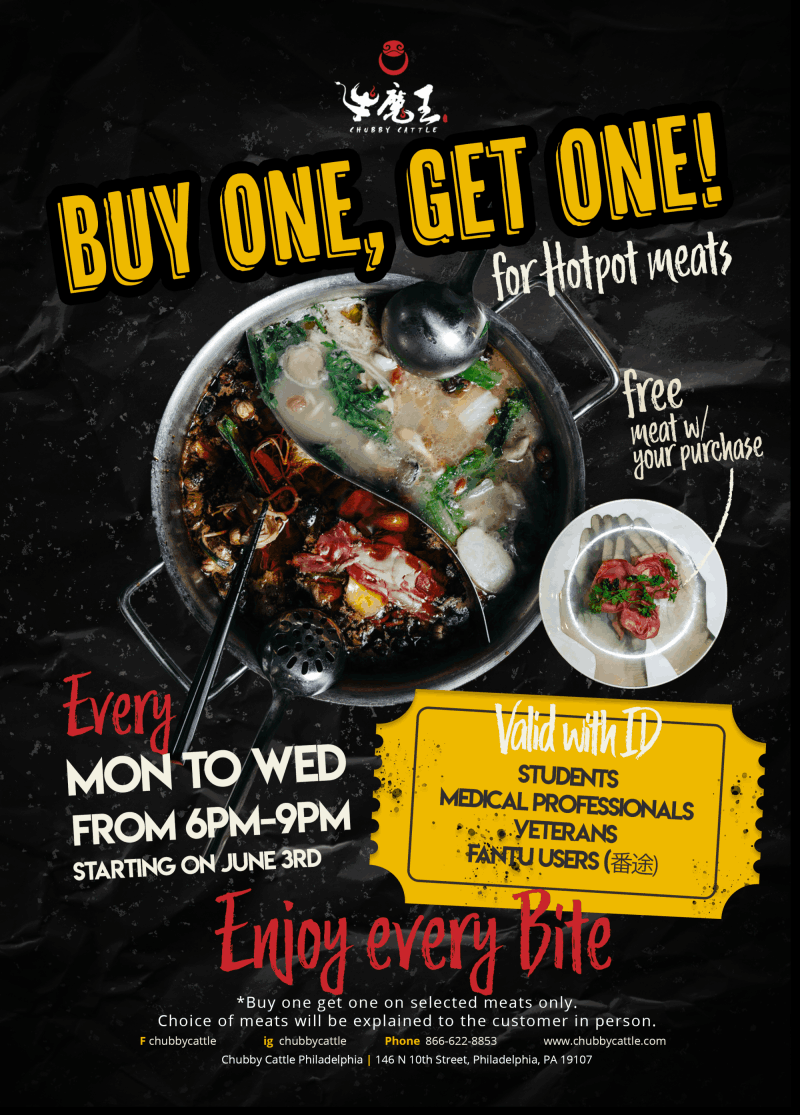 牛魔王
CHUBBY CATTLE
BUY ONE, GET ONE!
for Hotpot meats
free
meat w/
your purchase
Every
MON TO WED
FROM 6PM-9PM
STARTING ON JUNE 3RD
Valid with ID
STUDENTS
MEDICAL PROFESSIONALS
VETERANS
FANTU USERS (番途)
Enjoy every Bite
*Buy one get one on selected meats only.
Choice of meats will be explained to the customer in person.
F chubbycattle ig chubbycattle Phone 866-622-8853 www.chubbycattle.com
Chubby Cattle Philadelphia | 146 N 10th Street, Philadelphia, PA 19107